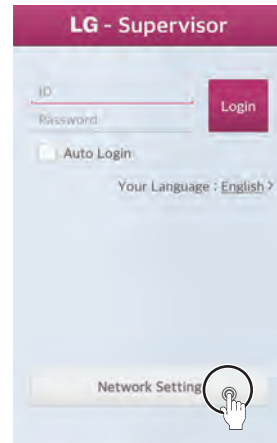 LG - Supervisor
ID
Login
Password
Auto Login
Your Language : English >
Network Setting